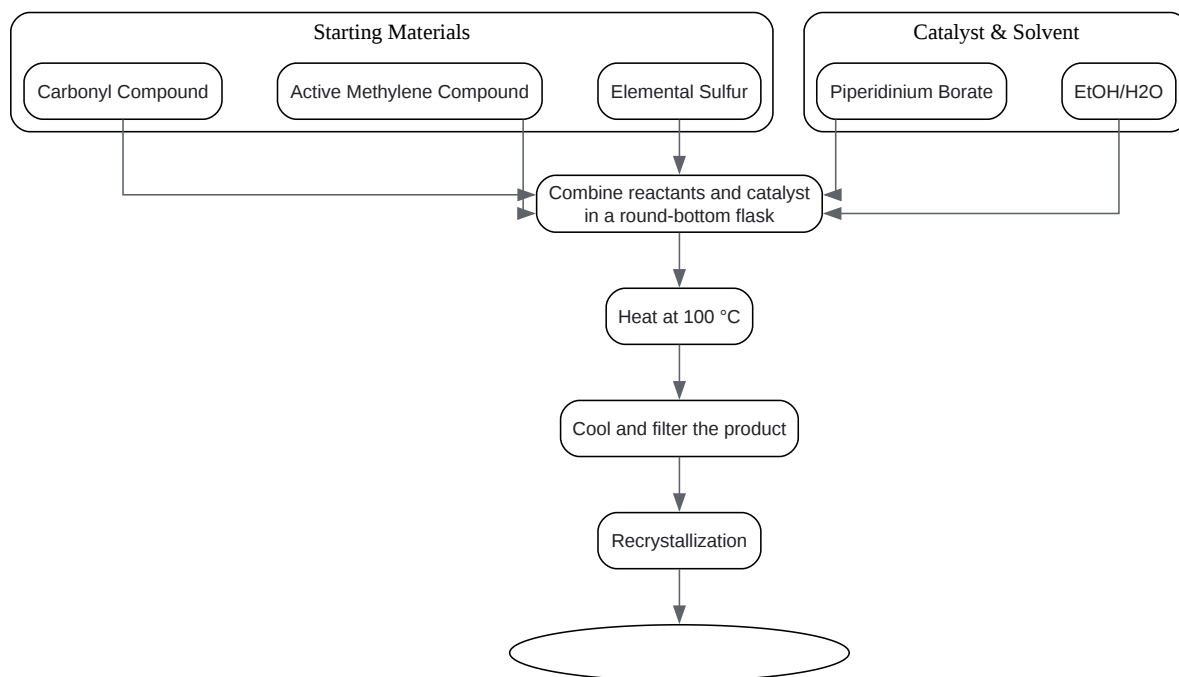 Starting Materials
Catalyst & Solvent
Carbonyl Compound
Active Methylene Compound
Elemental Sulfur
Piperidinium Borate
EtOH/H2O
Combine reactants and catalyst
in a round-bottom flask
Heat at 100 °C
Cool and filter the product
Recrystallization